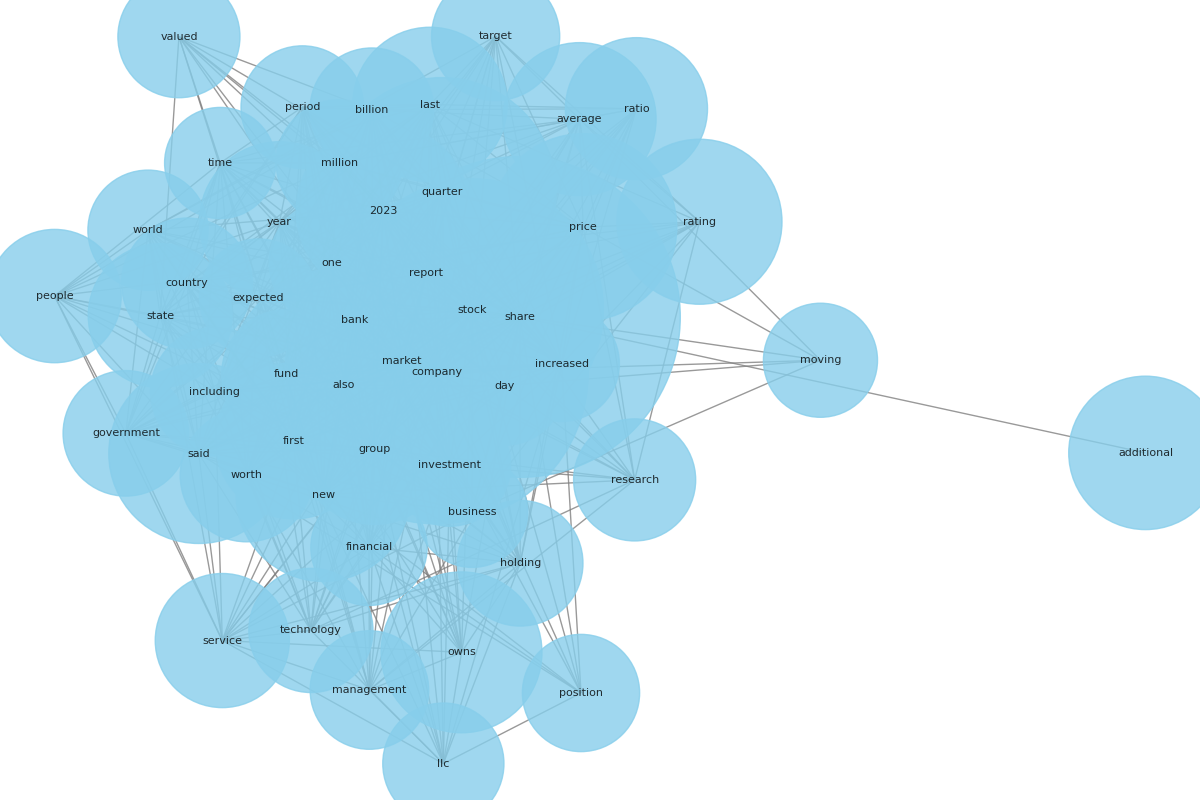 target
valued
last
period
ratio
billion
average
million
time
quarter
2023
year
rating
price
world
one
report
country
people
expected
stock
state
share
bank
moving
market
increased
company
fund
also
day
including
government
first
group
additional
said
investment
worth
research
new
business
financial
holding
technology
service
owns
management
position
llc